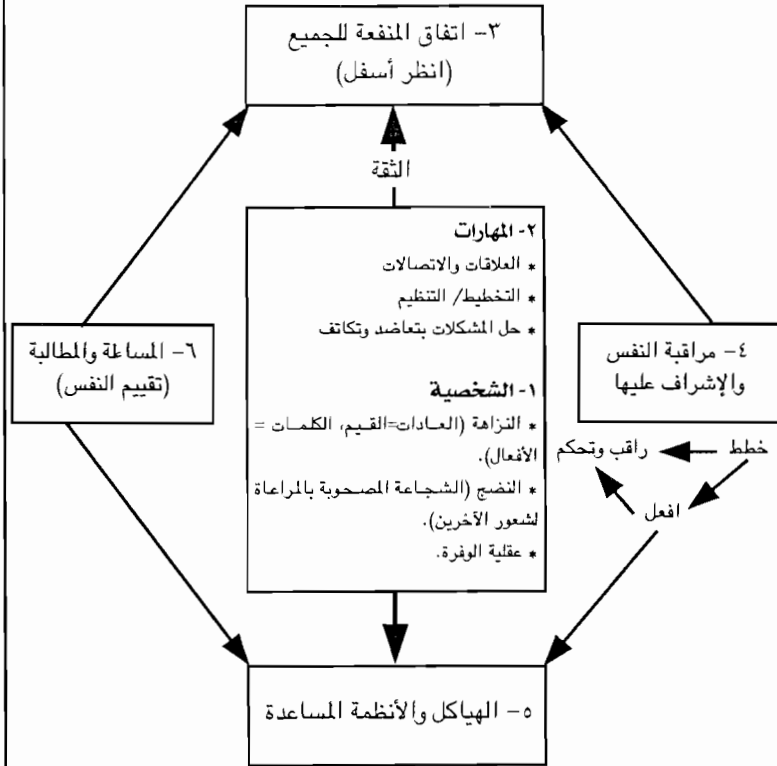 ٣- اتفاق المنفعة للجميع
(انظر أسفل)
الثقة
٢- المهارات
* العلاقات والاتصالات
* التخطيط/ التنظيم
* حل المشكلات بتعاضد وتكاتف
١- الشخصية
* النزاهة (العادات=القيم، الكلمات =
الأفعال).
* النضج (الشجاعة المصحوبة بالمراعاة
لشعور الآخرين).
* عقلية الوفرة.
٤- مراقبة النفس
والإشراف عليها
خطط
راقب وتحكم
افعل
٦- المساءلة والمطالبة
(تقييم النفس)
٥- الهياكل والأنظمة المساعدة